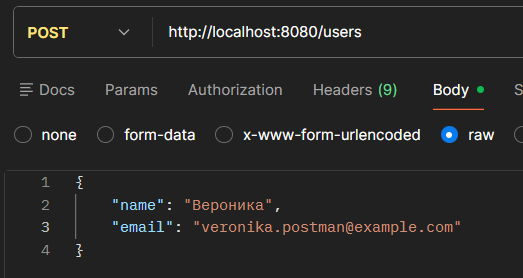 POST http://localhost:8080/users
Docs Params Authorization Headers (9) Body S
none form-data x-www-form-urlencoded raw
1 {
2 "name": "Вероника",
3 "email": "veronika.postman@example.com"
4 }